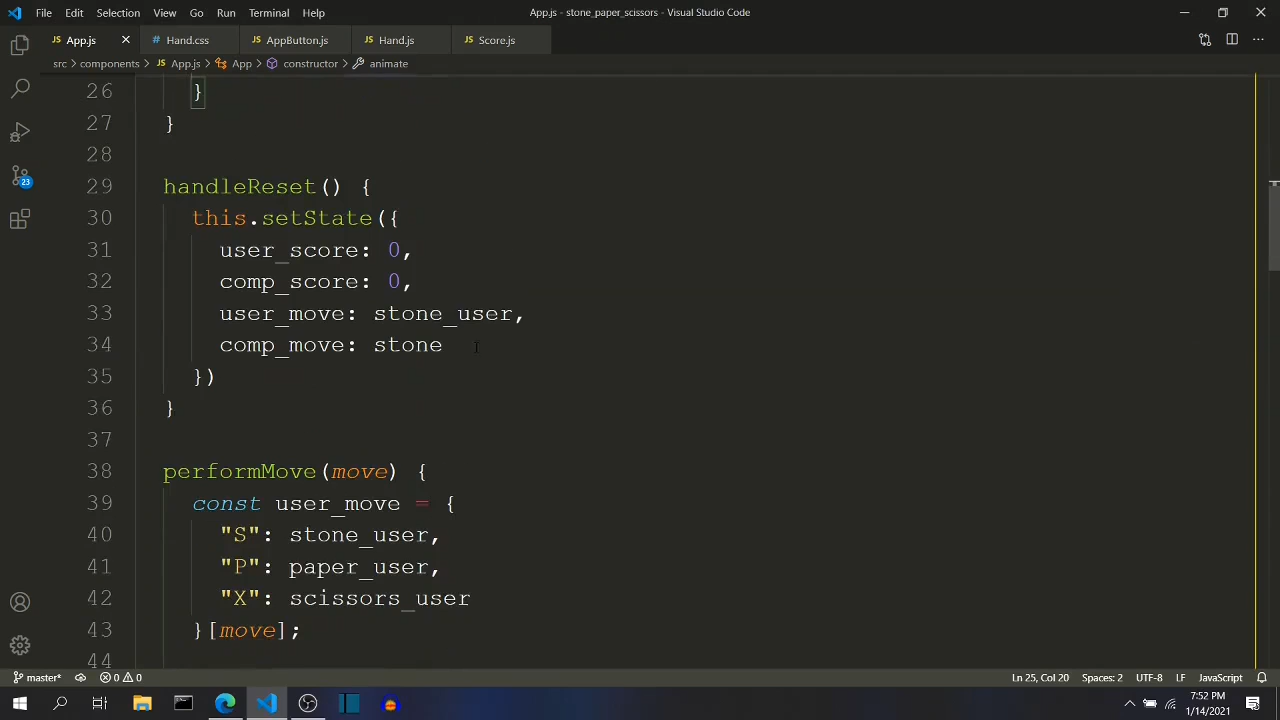 File Edit Selection View Go Run Terminal Help App.js - stone_paper_scissors - Visual Studio Code
App.js Hand.css AppButton.js Hand.js Score.js
src components App.js App constructor animate
26 }
27 }
28
29 handleReset() {
30 this.setState({
31 user_score: 0,
32 comp_score: 0,
33 user_move: stone_user,
34 comp_move: stone
35 })
36 }
37
38 performMove(move) {
39 const user_move = {
40 "S": stone_user,
41 "P": paper_user,
42 "X": scissors_user
43 }[move];
44
23
master* 0 0 Ln 25, Col 20 Spaces: 2 UTF-8 LF JavaScript
7:52 PM
1/14/2021